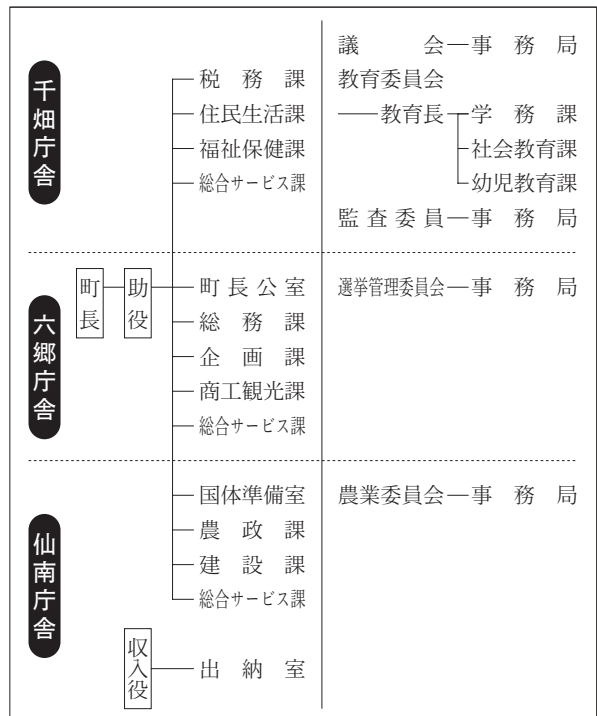 千畑庁舎
税務課
住民生活課
福祉保健課
総合サービス課
議会―事務局
教育委員会
――教育長―学務課
社会教育課
幼児教育課
監査委員―事務局
六郷庁舎
町長―助役
町長公室
総務課
企画課
商工観光課
総合サービス課
選挙管理委員会―事務局
仙南庁舎
国体準備室
農政課
建設課
総合サービス課
収入役―出納室
農業委員会―事務局